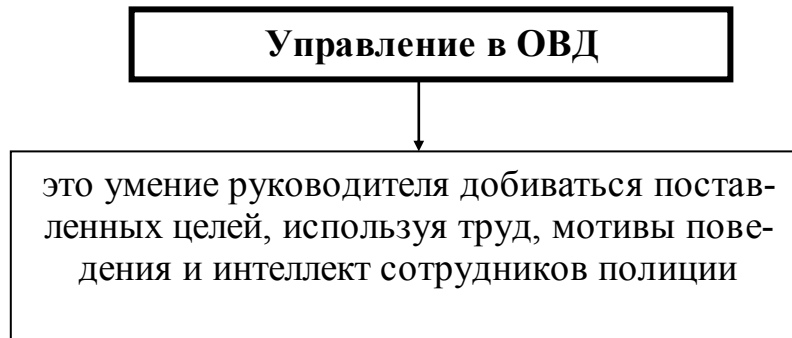 Управление в ОВД
это умение руководителя добиваться постав-
ленных целей, используя труд, мотивы пове-
дения и интеллект сотрудников полиции